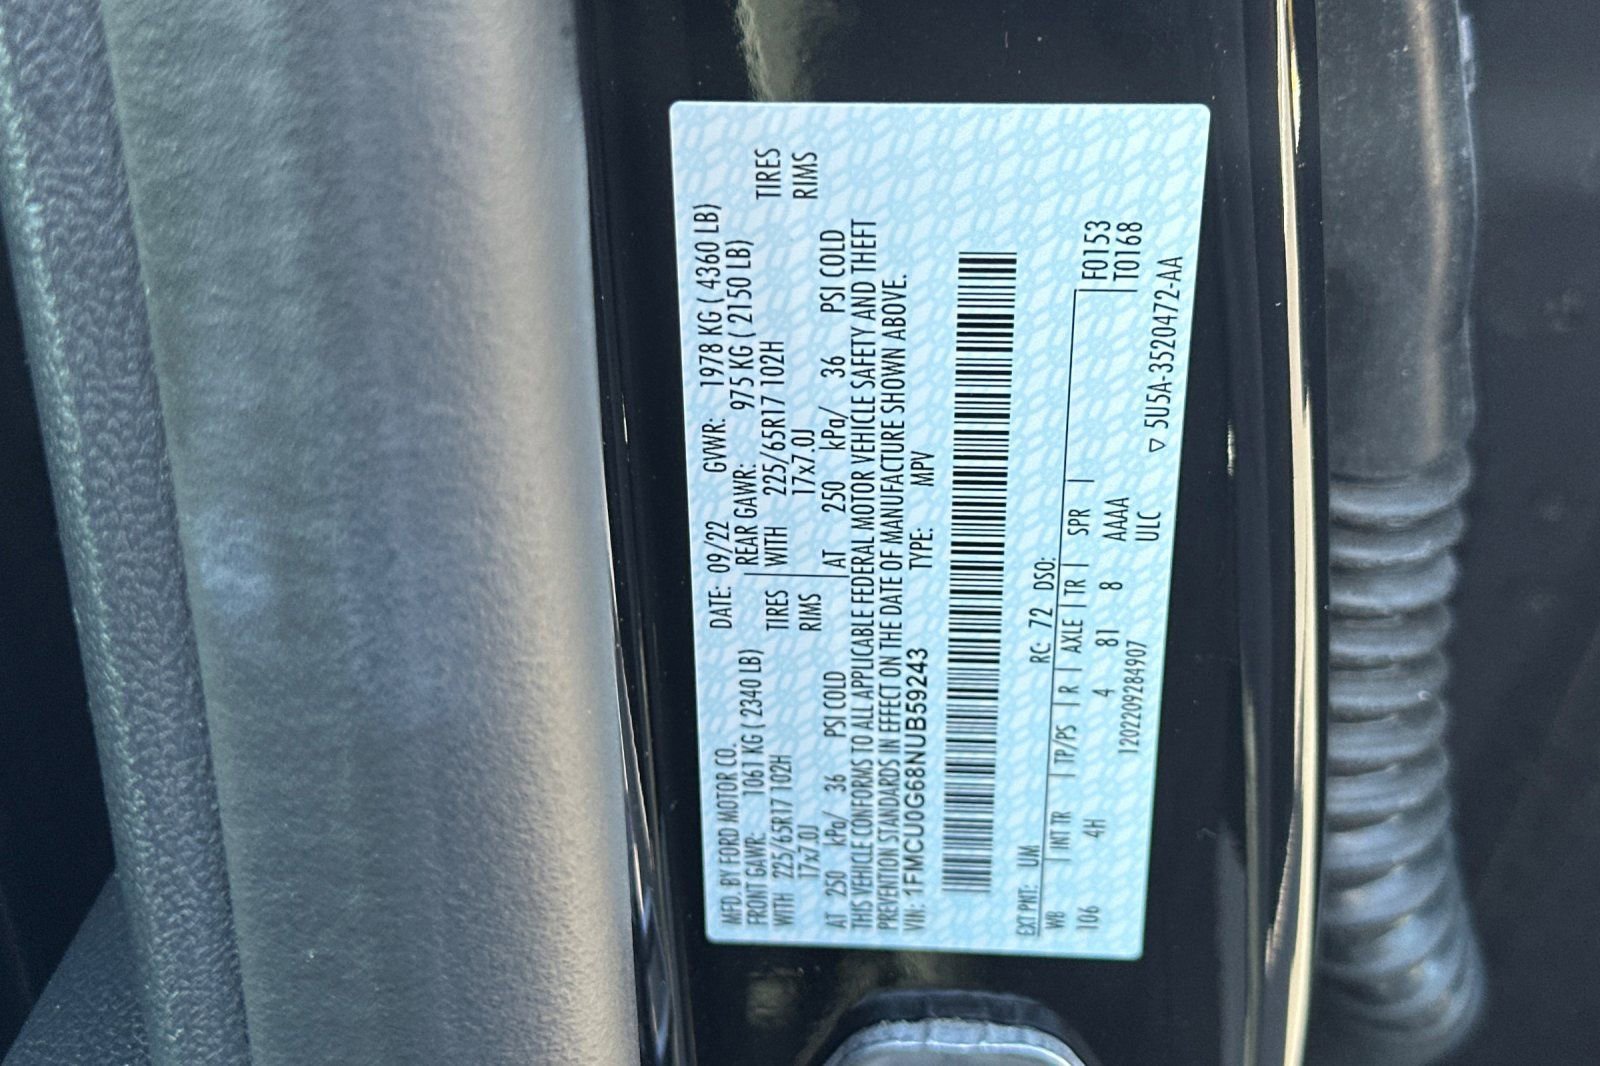 MFD. BY FORD MOTOR CO. DATE: 09/22 GVWR: 1978 KG ( 4360 LB)
FRONT GAWR: 1061 KG ( 2340 LB) REAR GAWR: 975 KG ( 2150 LB)
WITH 225/65R17 102H TIRES WITH 225/65R17 102H TIRES
17x7.0J RIMS 17x7.0J RIMS
AT 250 kPa/ 36 PSI COLD AT 250 kPa/ 36 PSI COLD
THIS VEHICLE CONFORMS TO ALL APPLICABLE FEDERAL MOTOR VEHICLE SAFETY AND THEFT
PREVENTION STANDARDS IN EFFECT ON THE DATE OF MANUFACTURE SHOWN ABOVE.
VIN: 1FMCU0G68NUB59243 TYPE: MPV
EXT PNT: UM RC: 72 DSO:
WB INT TR TP/PS R AXLE TR SPR F0153
106 4H 4 81 8 AAAA T0168
1202209284907 ULC ▽ 5U5A-3520472-AA